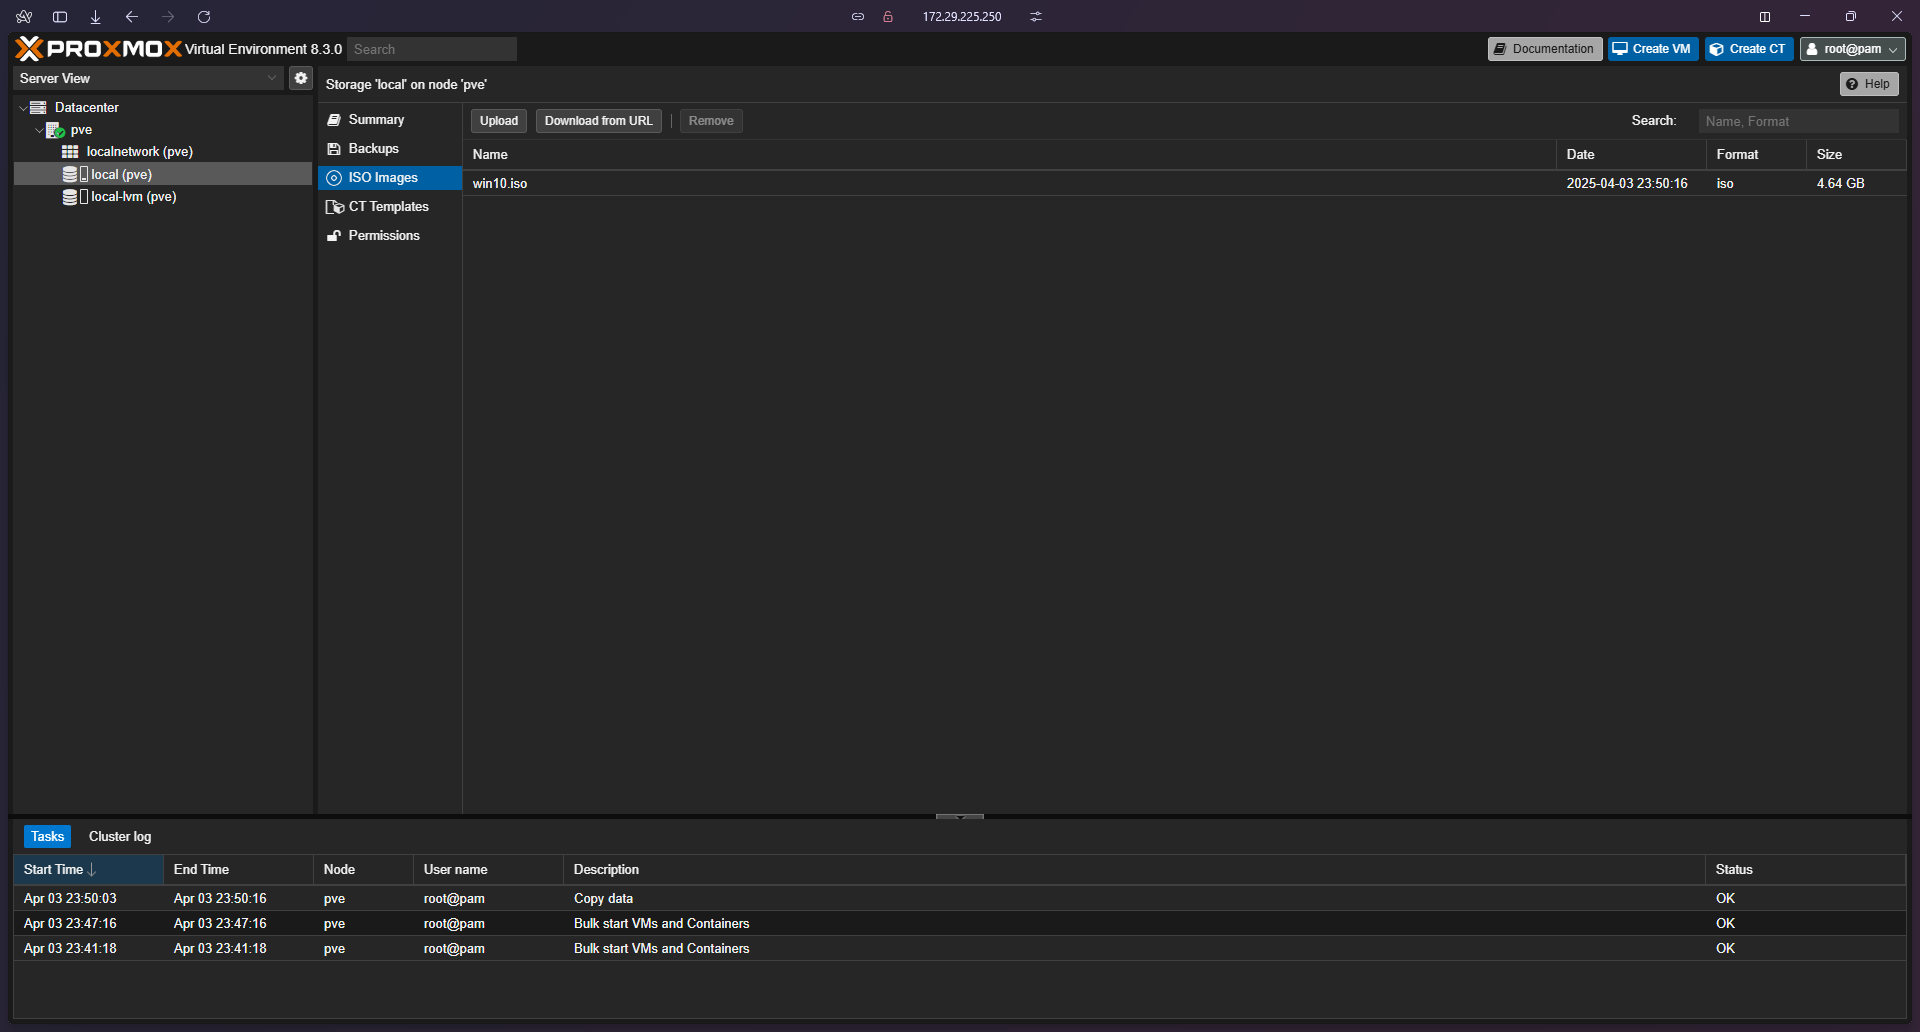 172.29.225.250
PROXMOX Virtual Environment 8.3.0 Search Documentation Create VM Create CT root@pam
Server View
Storage 'local' on node 'pve' Help
Datacenter
pve
localnetwork (pve)
local (pve)
local-lvm (pve)
Summary
Backups
ISO Images
CT Templates
Permissions
Upload Download from URL Remove Search: Name, Format
Name Date Format Size
win10.iso 2025-04-03 23:50:16 iso 4.64 GB
Tasks Cluster log
Start Time End Time Node User name Description Status
Apr 03 23:50:03 Apr 03 23:50:16 pve root@pam Copy data OK
Apr 03 23:47:16 Apr 03 23:47:16 pve root@pam Bulk start VMs and Containers OK
Apr 03 23:41:18 Apr 03 23:41:18 pve root@pam Bulk start VMs and Containers OK